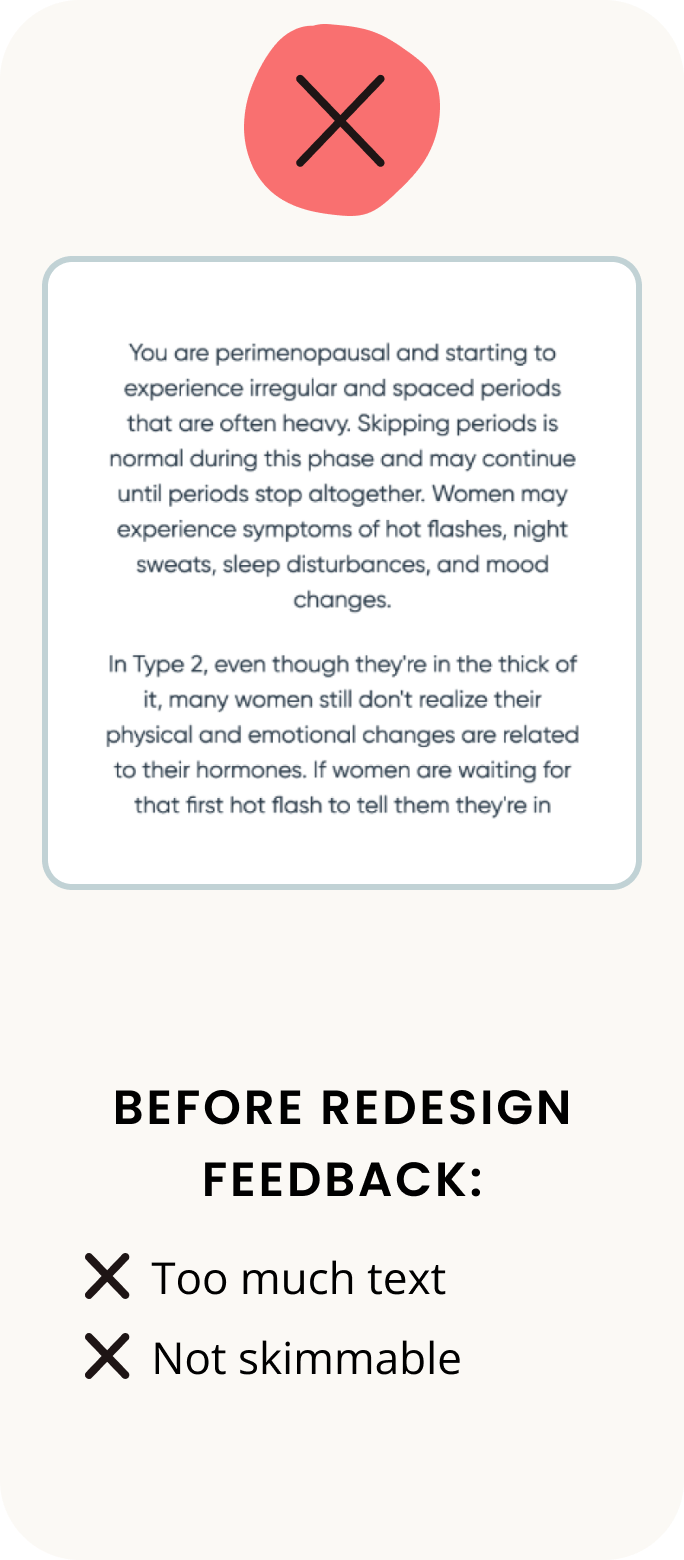 You are perimenopausal and starting to
experience irregular and spaced periods
that are often heavy. Skipping periods is
normal during this phase and may continue
until periods stop altogether. Women may
experience symptoms of hot flashes, night
sweats, sleep disturbances, and mood
changes.
In Type 2, even though they're in the thick of
it, many women still don't realize their
physical and emotional changes are related
to their hormones. If women are waiting for
that first hot flash to tell them they're in
BEFORE REDESIGN
FEEDBACK:
Too much text
Not skimmable